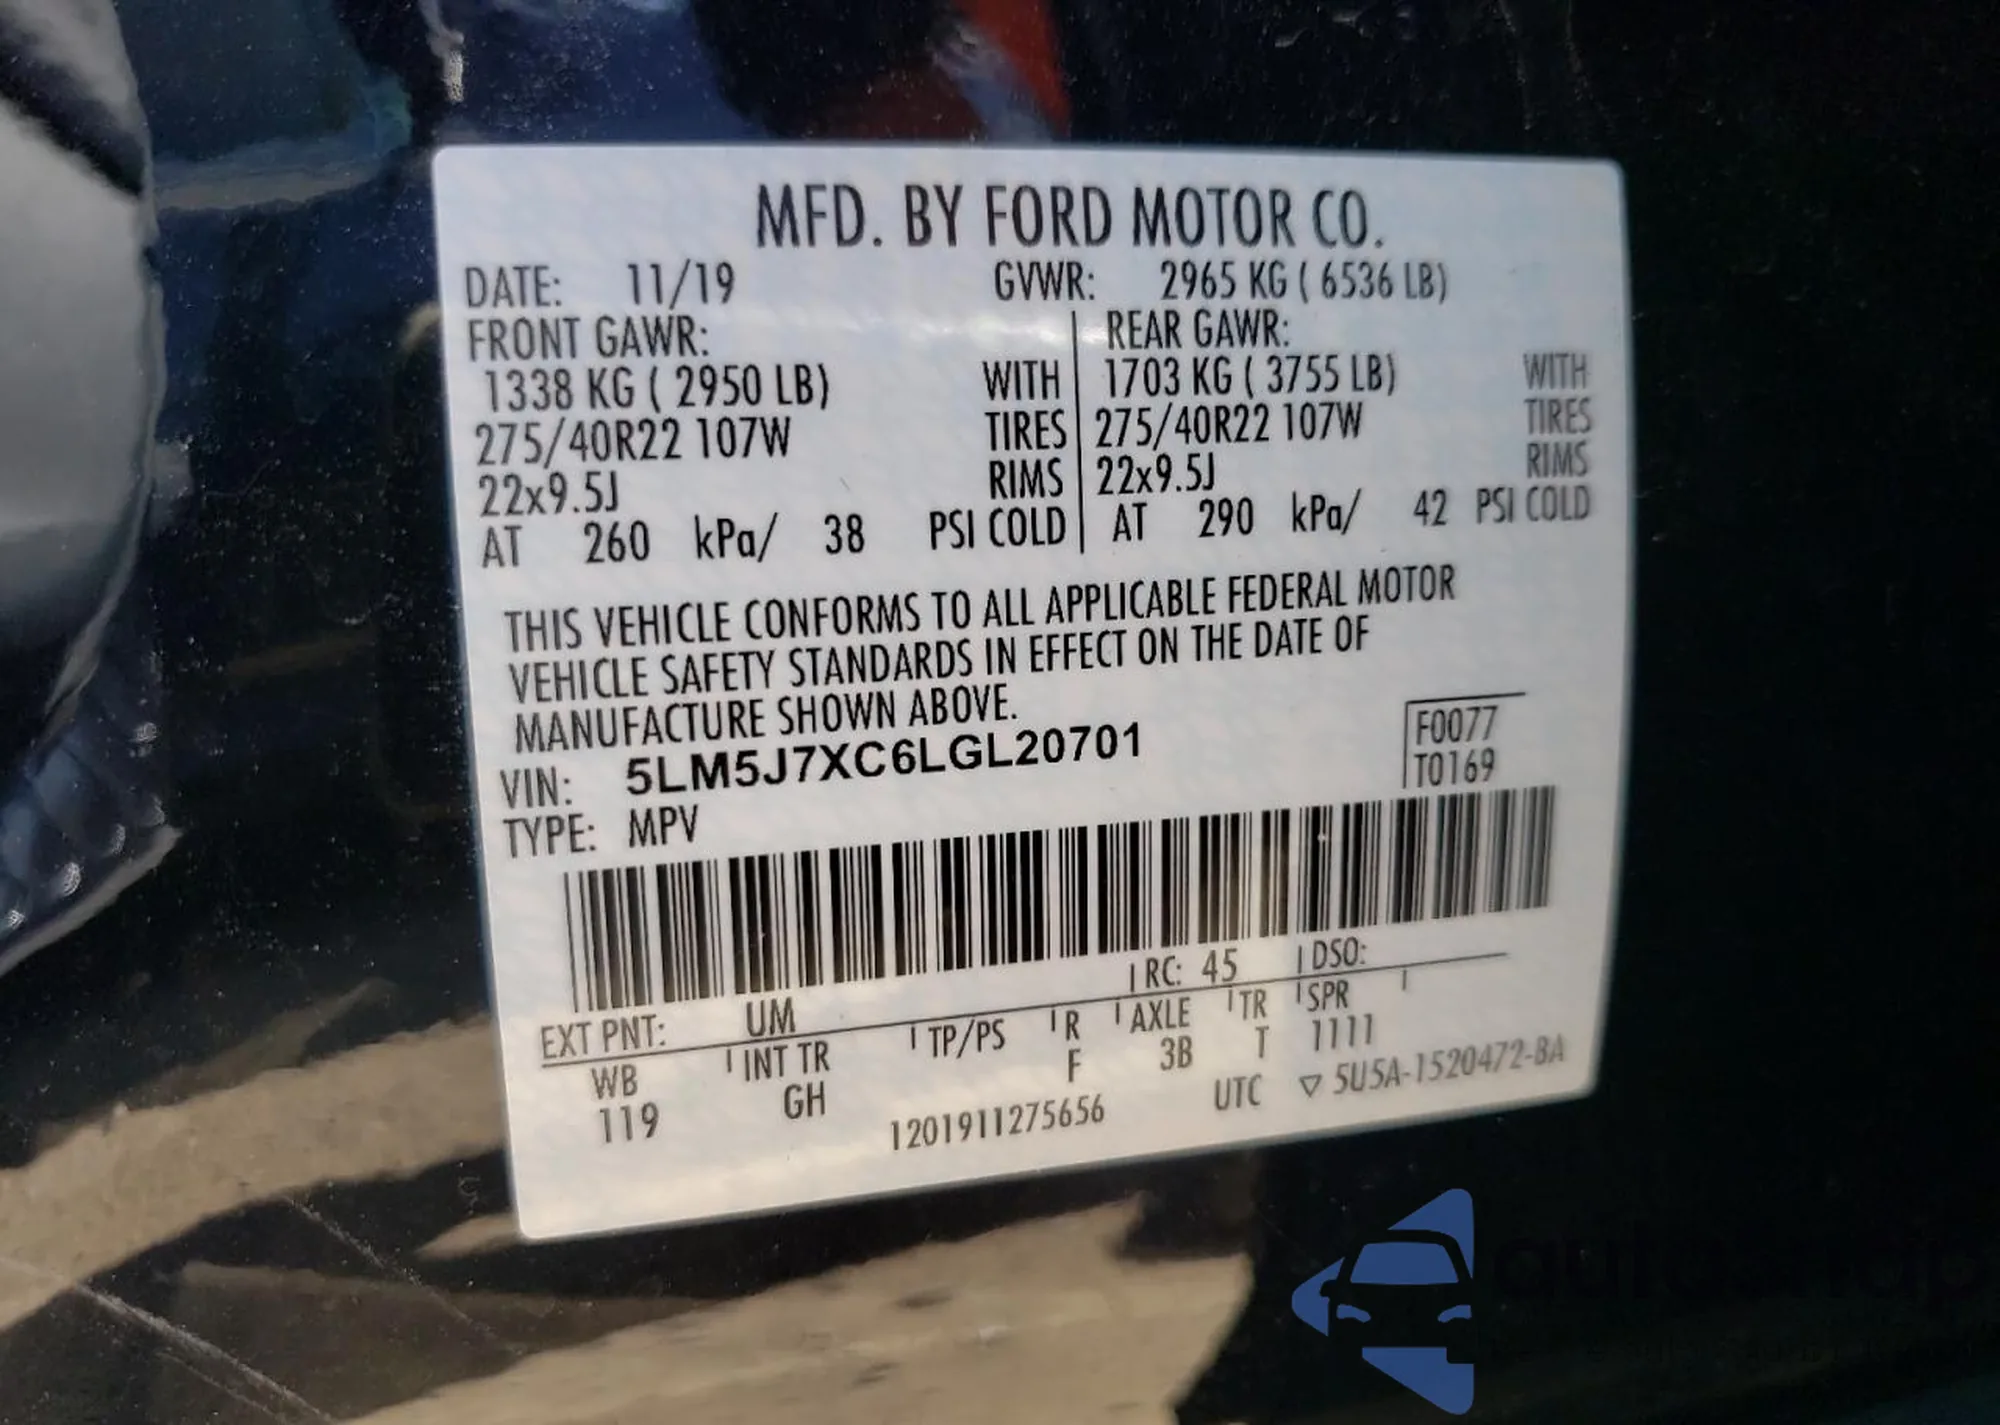 MFD. BY FORD MOTOR CO.
DATE: 11/19 GVWR: 2965 KG ( 6536 LB)
FRONT GAWR: REAR GAWR:
1338 KG ( 2950 LB) WITH 1703 KG ( 3755 LB) WITH
275/40R22 107W TIRES 275/40R22 107W TIRES
22x9.5J RIMS 22x9.5J RIMS
AT 260 kPa/ 38 PSI COLD AT 290 kPa/ 42 PSI COLD
THIS VEHICLE CONFORMS TO ALL APPLICABLE FEDERAL MOTOR
VEHICLE SAFETY STANDARDS IN EFFECT ON THE DATE OF
MANUFACTURE SHOWN ABOVE.
VIN: 5LM5J7XC6LGL20701 F0077
TYPE: MPV T0169
EXT PNT: UM RC: 45 DSO:
WB INT TR TP/PS R AXLE TR SPR
119 GH F 3B T 1111
1201911275656 UTC ▽ 5U5A-1520472-BA